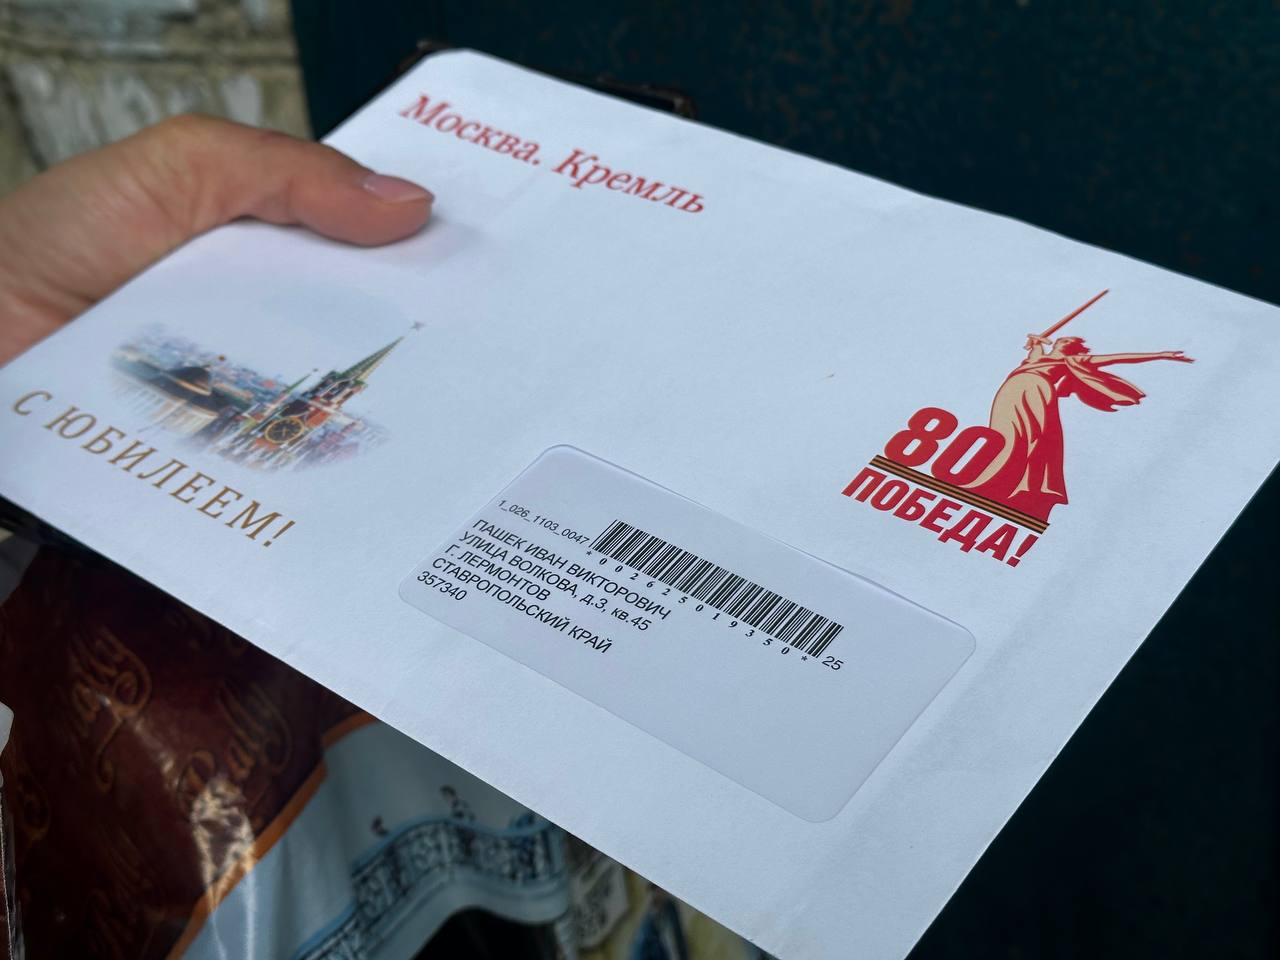 Москва. Кремль
С ЮБИЛЕЕМ!
80
ПОБЕДА!
1_026_1103_0047
*002625019350* 25
ПАШЕК ИВАН ВИКТОРОВИЧ
УЛИЦА ВОЛКОВА, д.3, кв.45
Г. ЛЕРМОНТОВ
СТАВРОПОЛЬСКИЙ КРАЙ
357340